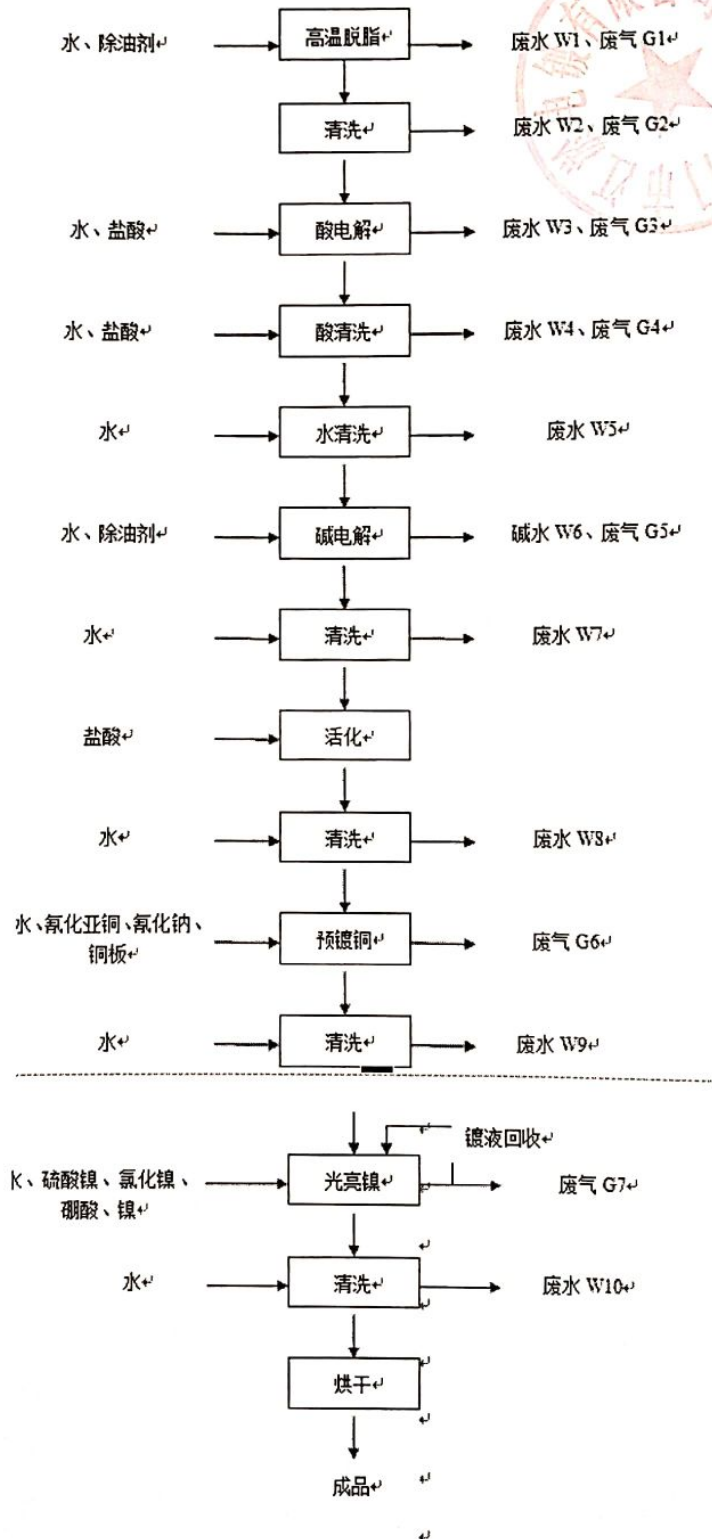 水、除油剂 高温脱脂 废水 W1、废气 G1
清洗 废水 W2、废气 G2
水、盐酸 酸电解 废水 W3、废气 G3
水、盐酸 酸清洗 废水 W4、废气 G4
水 水清洗 废水 W5
水、除油剂 碱电解 碱水 W6、废气 G5
水 清洗 废水 W7
盐酸 活化
水 清洗 废水 W8
水、氰化亚铜、氰化钠、
铜板 预镀铜 废气 G6
水 清洗 废水 W9
镀液回收
水、硫酸镍、氯化镍、
硼酸、镍 光亮镍 废气 G7
水 清洗 废水 W10
烘干
成品